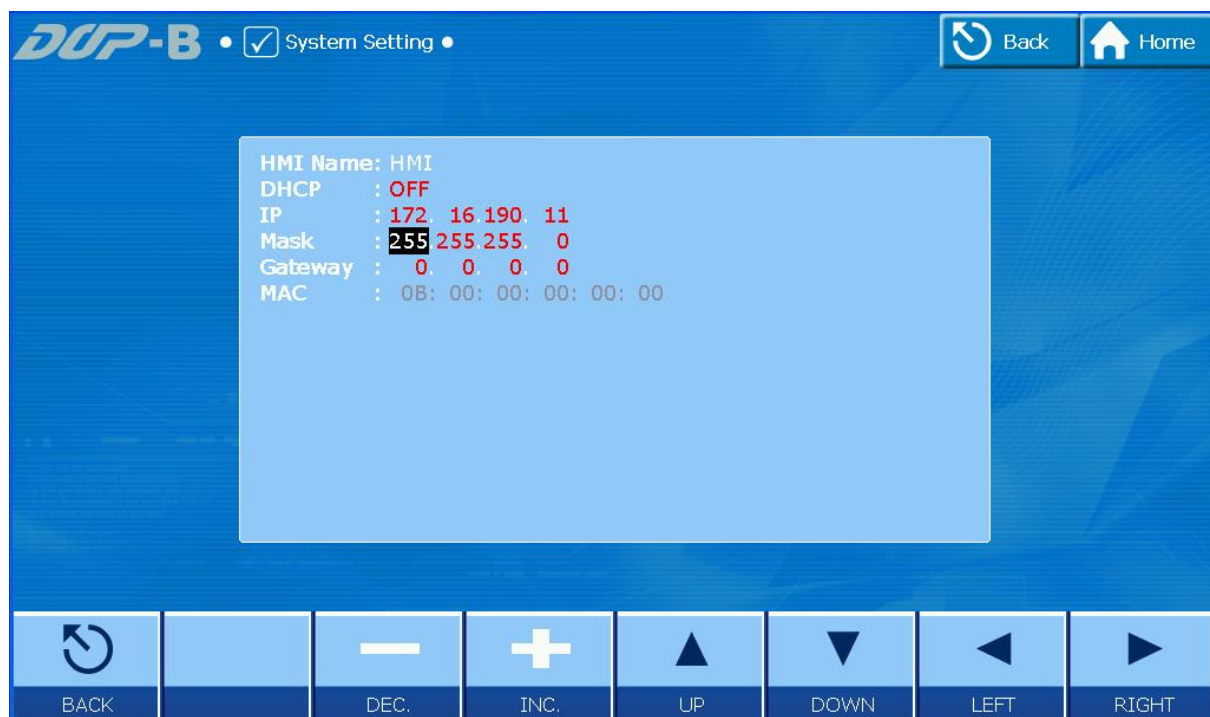 DOP-B • System Setting •
Back
Home
HMI Name: HMI
DHCP : OFF
IP : 172. 16.190. 11
Mask : 255.255.255. 0
Gateway : 0. 0. 0. 0
MAC : 0B: 00: 00: 00: 00: 00
BACK
DEC.
INC.
UP
DOWN
LEFT
RIGHT